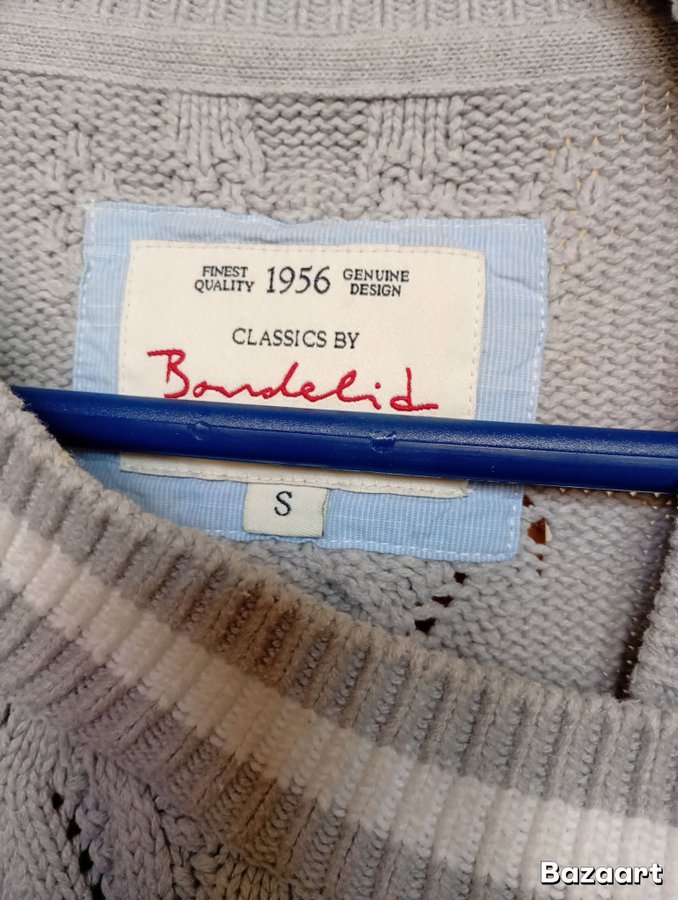 FINEST QUALITY 1956 GENUINE DESIGN
CLASSICS BY
Bondelid
S
Bazaart